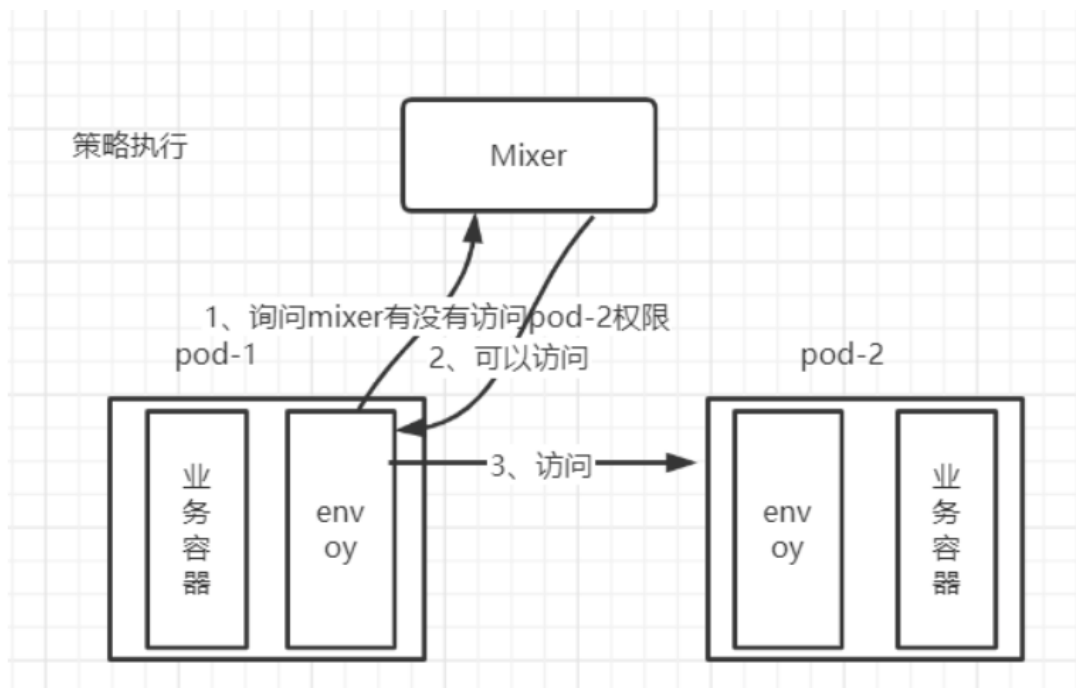 策略执行
Mixer
1、询问mixer有没有访问pod-2权限
pod-1
2、可以访问
pod-2
3、访问
业
务
容
器
env
oy
env
oy
业
务
容
器